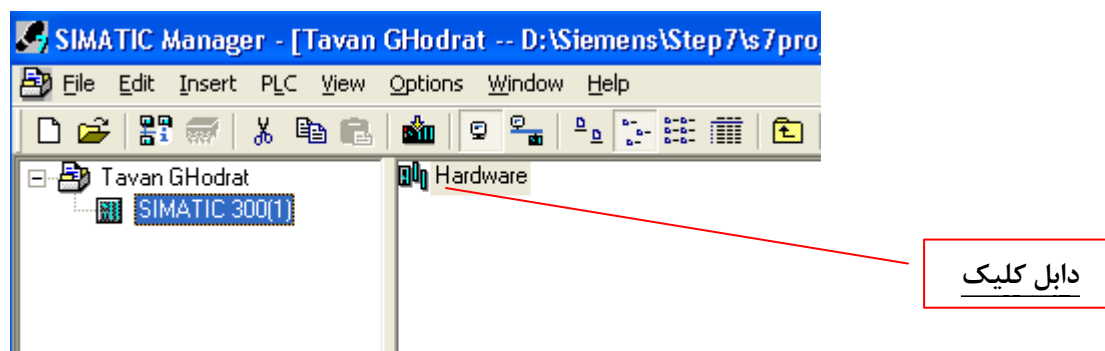 SIMATIC Manager - [Tavan GHodrat -- D:\Siemens\Step7\s7pro
File Edit Insert PLC View Options Window Help
Tavan GHodrat
Hardware
SIMATIC 300(1)
دابل کلیک